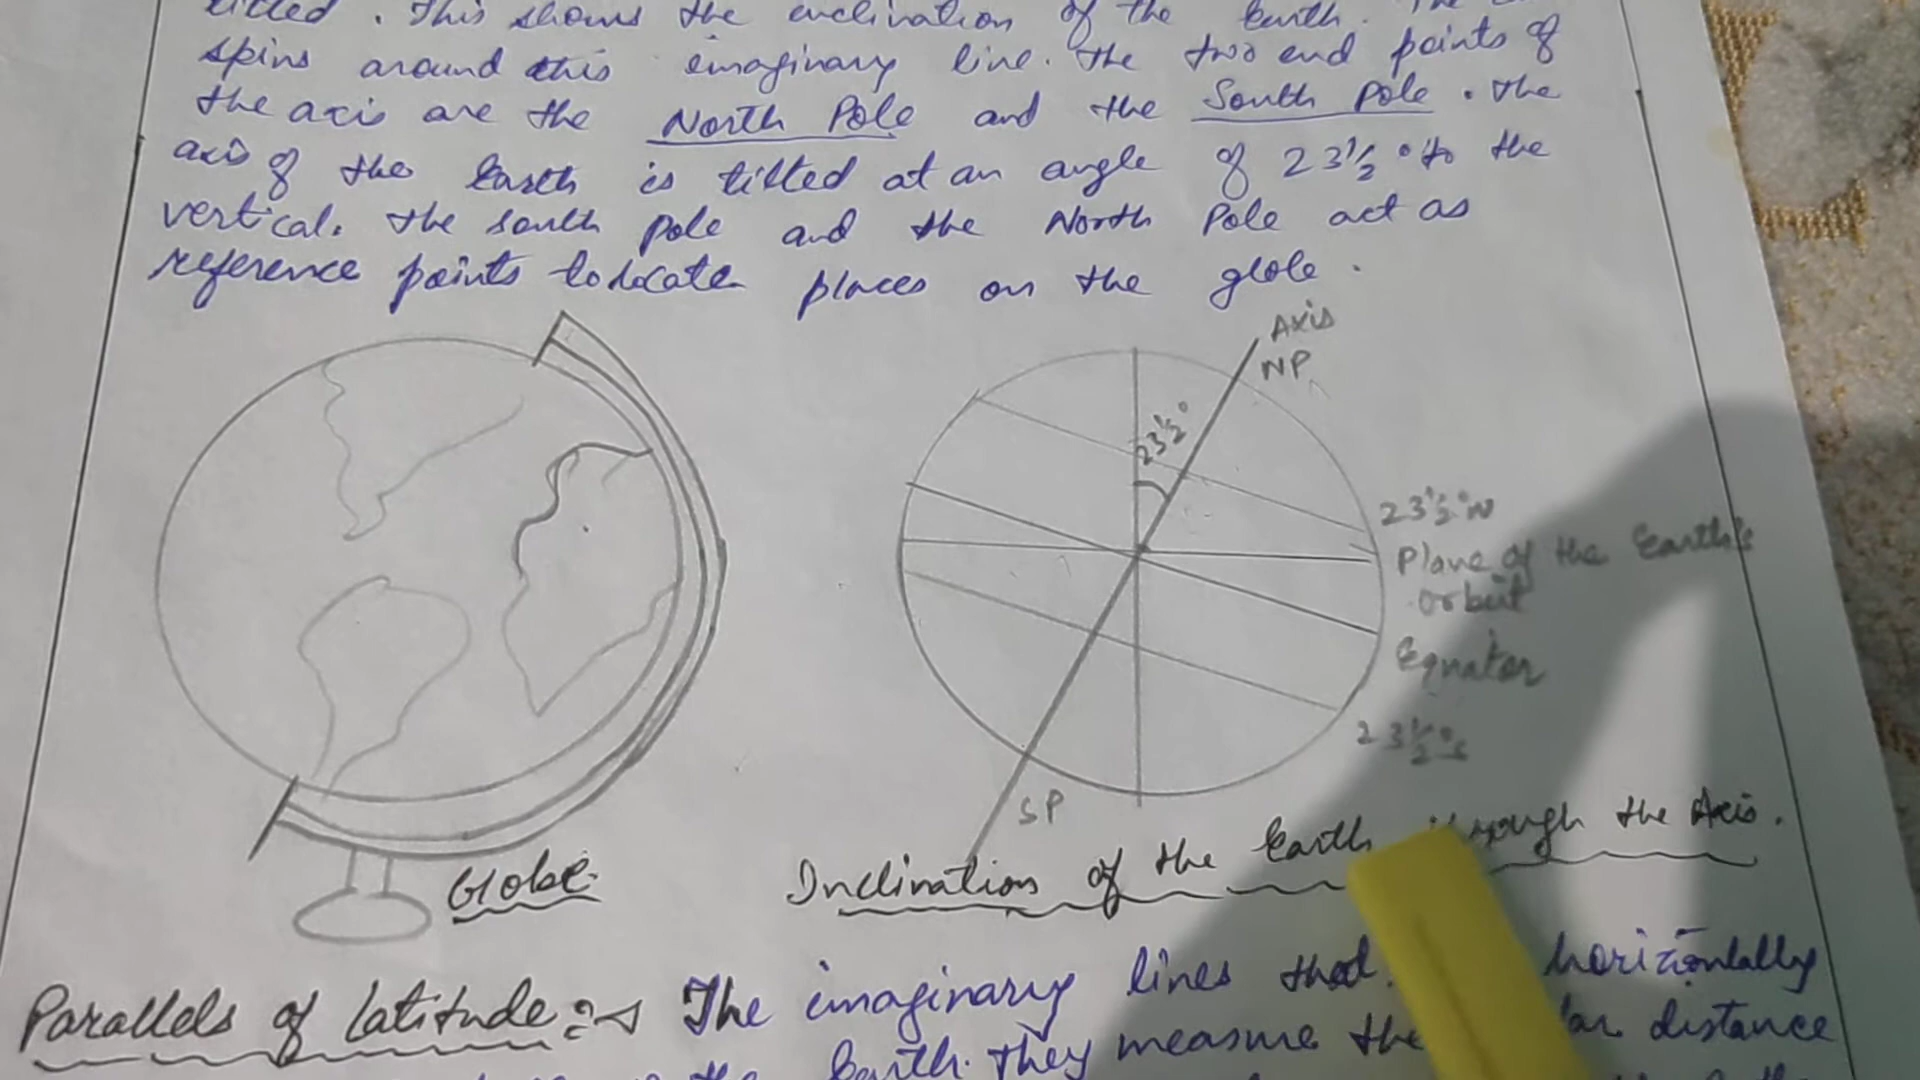 tilted. This shows the inclination of the Earth. The
spins around this imaginary line. The two end points of
the axis are the North Pole and the South Pole. The
axis of the Earth is tilted at an angle of 23½° to the
vertical. The South Pole and the North Pole act as
reference points to locate places on the globe.
Axis
NP
23½°
23½°N
Plane of the Earth's
orbit
Equator
23½°S
SP
Globe
Inclination of the Earth through the Axis.
Parallels of Latitude:→ The imaginary lines that horizontally
the Earth. They measure the distance